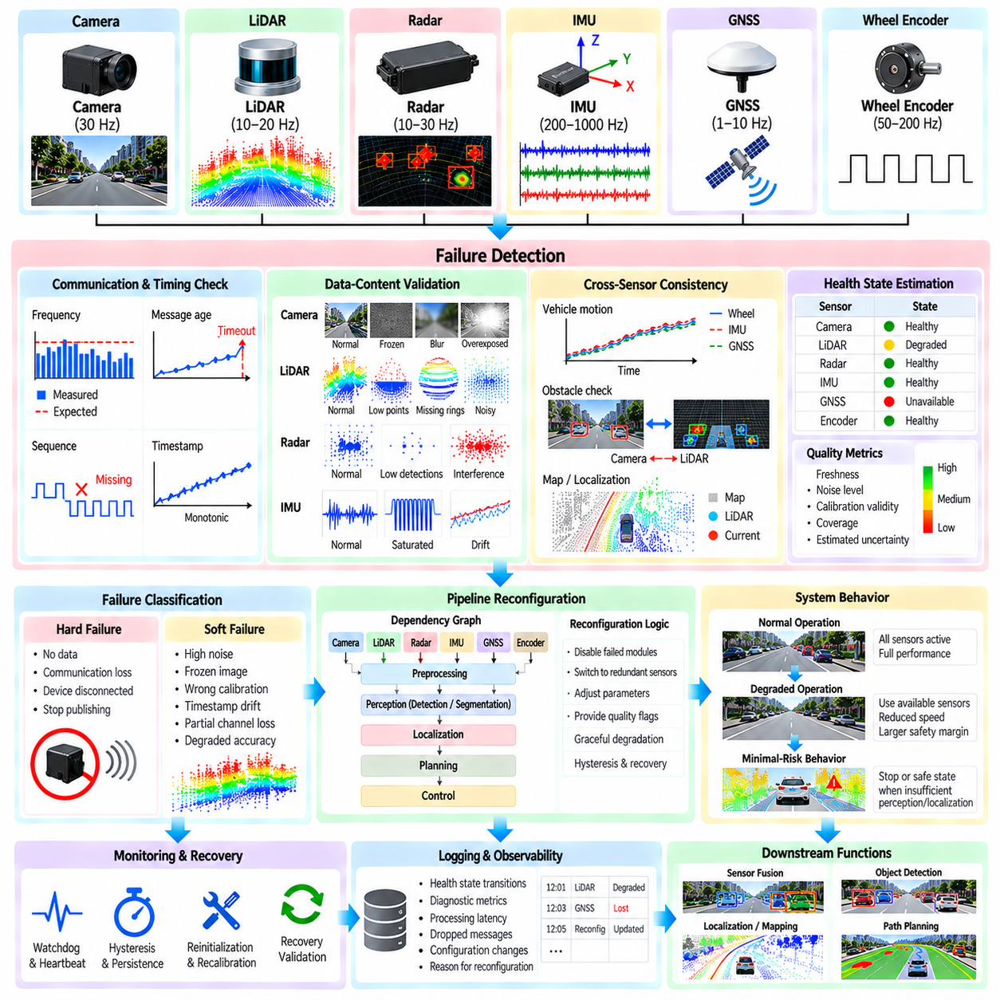 Camera
LiDAR
Radar
IMU
GNSS
Wheel Encoder
Z
Y
X
Camera
(30 Hz)
LiDAR
(10–20 Hz)
Radar
(10–30 Hz)
IMU
(200–1000 Hz)
GNSS
(1–10 Hz)
Wheel Encoder
(50–200 Hz)
Failure Detection
Communication & Timing Check
Frequency
Measured
Expected
Message age
Timeout
Sequence
Missing
Timestamp
Monotonic
Data-Content Validation
Camera
Normal
Frozen
Blur
Overexposed
LiDAR
Normal
Low points
Missing rings
Noisy
Radar
Normal
Low detections
Interference
IMU
Normal
Saturated
Drift
Cross-Sensor Consistency
Vehicle motion
Wheel
IMU
GNSS
Time
Obstacle check
Camera
LiDAR
Map / Localization
Map
LiDAR
Current
Health State Estimation
Sensor State
Camera Healthy
LiDAR Degraded
Radar Healthy
IMU Healthy
GNSS Unavailable
Encoder Healthy
Quality Metrics
Freshness
• Noise level
• Calibration validity
• Coverage
• Estimated uncertainty
High
Medium
Low
Failure Classification
Hard Failure
• No data
• Communication loss
• Device disconnected
• Stop publishing
Soft Failure
• High noise
• Frozen image
• Wrong calibration
• Timestamp drift
• Partial channel loss
• Degraded accuracy
Pipeline Reconfiguration
Dependency Graph
Camera
LiDAR
Radar
IMU
GNSS
Encoder
Preprocessing
Perception (Detection / Segmentation)
Localization
Planning
Control
Reconfiguration Logic
• Disable failed modules
• Switch to redundant sensors
• Adjust parameters
• Provide quality flags
Graceful degradation
Hysteresis & recovery
System Behavior
Normal Operation
All sensors active
Full performance
Degraded Operation
Use available sensors
Reduced speed
Larger safety margin
Minimal-Risk Behavior
Stop or safe state
when insufficient
perception/localization
Monitoring & Recovery
Watchdog
& Heartbeat
Hysteresis
& Persistence
Reinitialization
& Recalibration
Recovery
Validation
Logging & Observability
• Health state transitions
• Diagnostic metrics
• Processing latency
• Dropped messages
• Configuration changes
• Reason for reconfiguration
12:01 LiDAR Degraded
12:03 GNSS Lost
12:05 Reconfig Updated
...
Downstream Functions
Sensor Fusion
Object Detection
Localization / Mapping
Path Planning